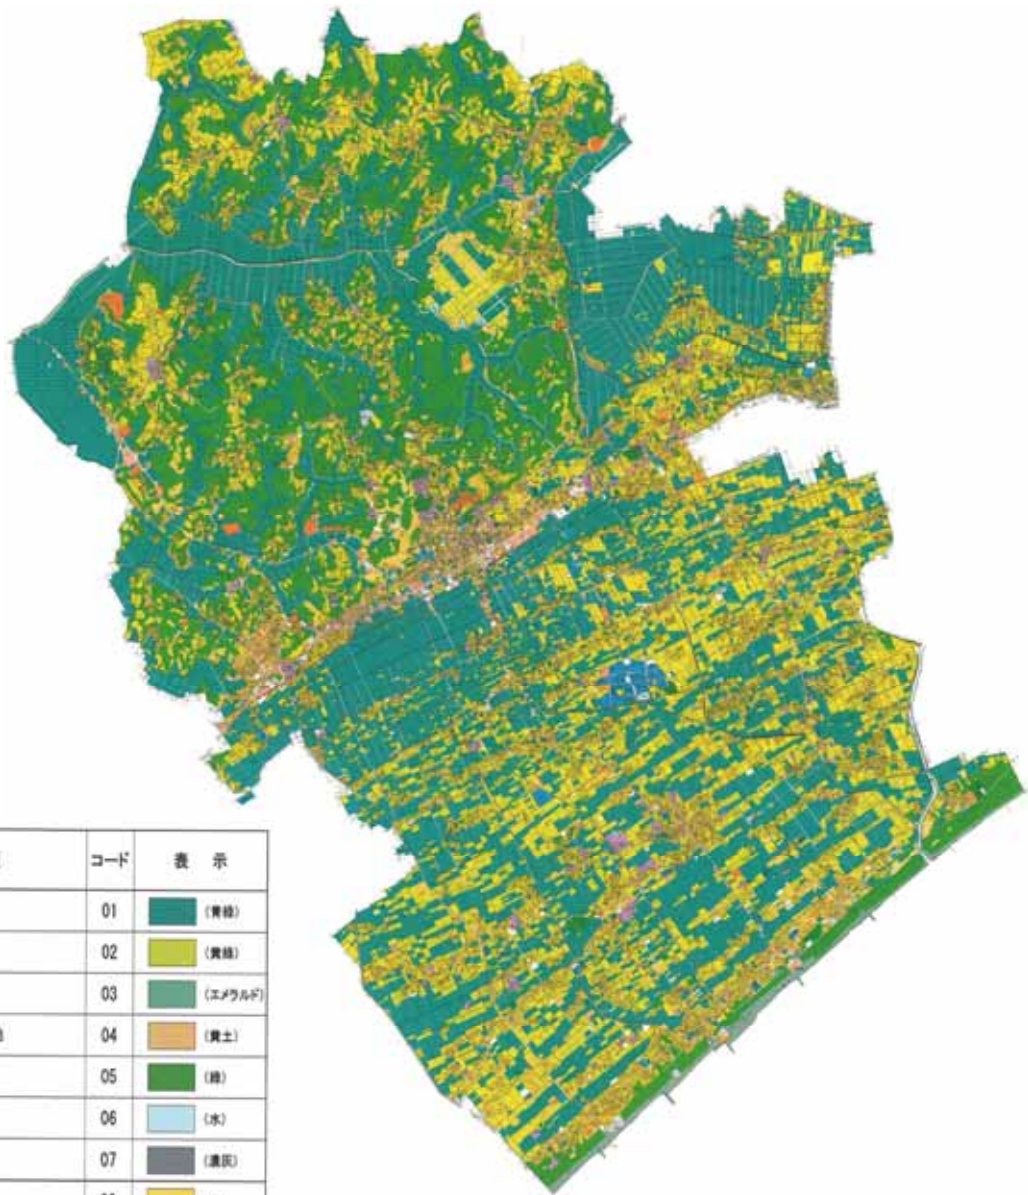 コード 表 示
01 (青緑)
02 (黄緑)
03 (エメラルド)
04 (黄土)
05 (緑)
06 (水)
07 (濃灰)